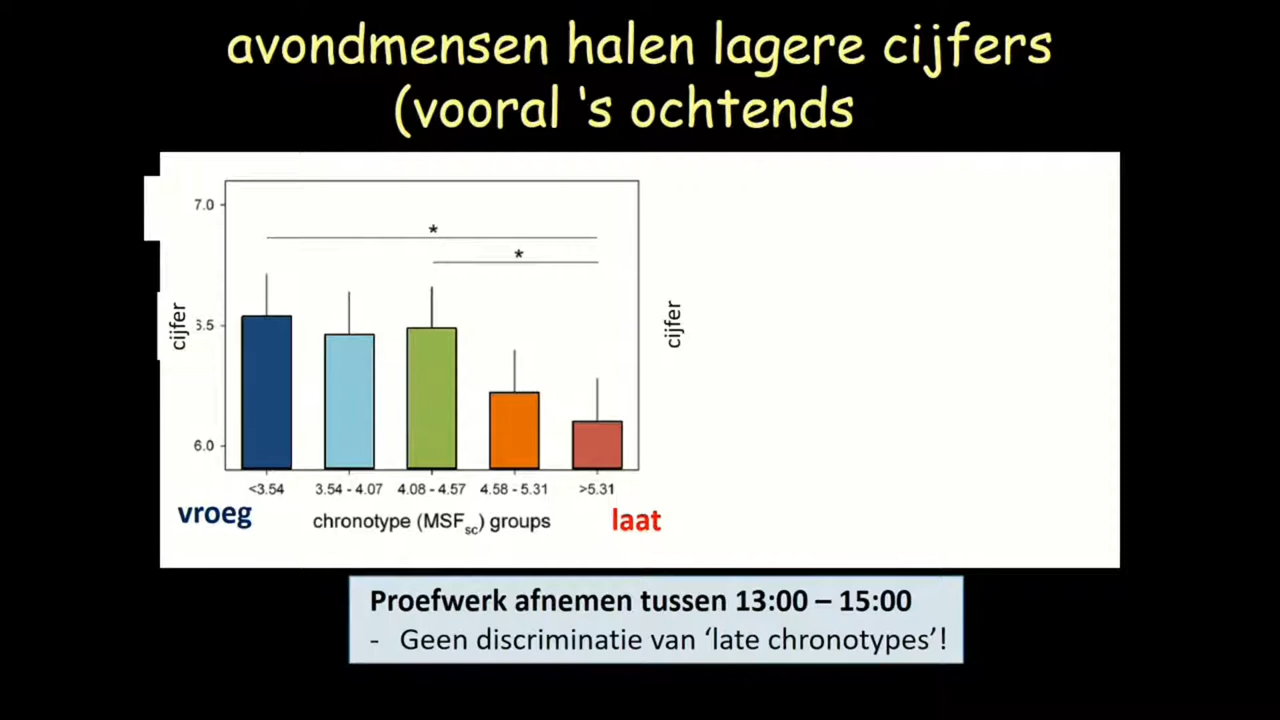 avondmensen halen lagere cijfers
(vooral 's ochtends
7.0
*
*
cijfer
6.5
cijfer
6.0
<3.54 3.54 - 4.07 4.08 - 4.57 4.58 - 5.31 >5.31
vroeg
chronotype (MSFsc) groups
laat
Proefwerk afnemen tussen 13:00 – 15:00
- Geen discriminatie van ‘late chronotypes’!